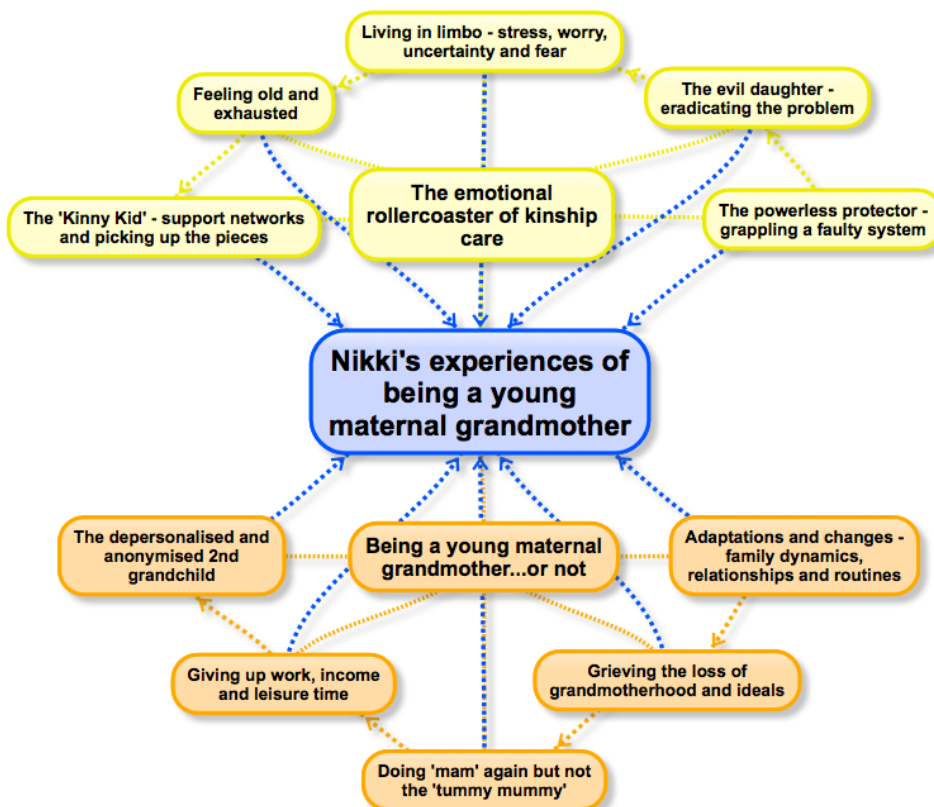 Living in limbo - stress, worry,
uncertainty and fear
Feeling old and
exhausted
The evil daughter -
eradicating the problem
The 'Kinny Kid' - support networks
and picking up the pieces
The emotional
rollercoaster of kinship
care
The powerless protector -
grappling a faulty system
Nikki's experiences of
being a young
maternal grandmother
The depersonalised and
anonymised 2nd
grandchild
Being a young maternal
grandmother...or not
Adaptations and changes -
family dynamics,
relationships and routines
Giving up work, income
and leisure time
Grieving the loss of
grandmotherhood and ideals
Doing 'mam' again but not
the 'tummy mummy'